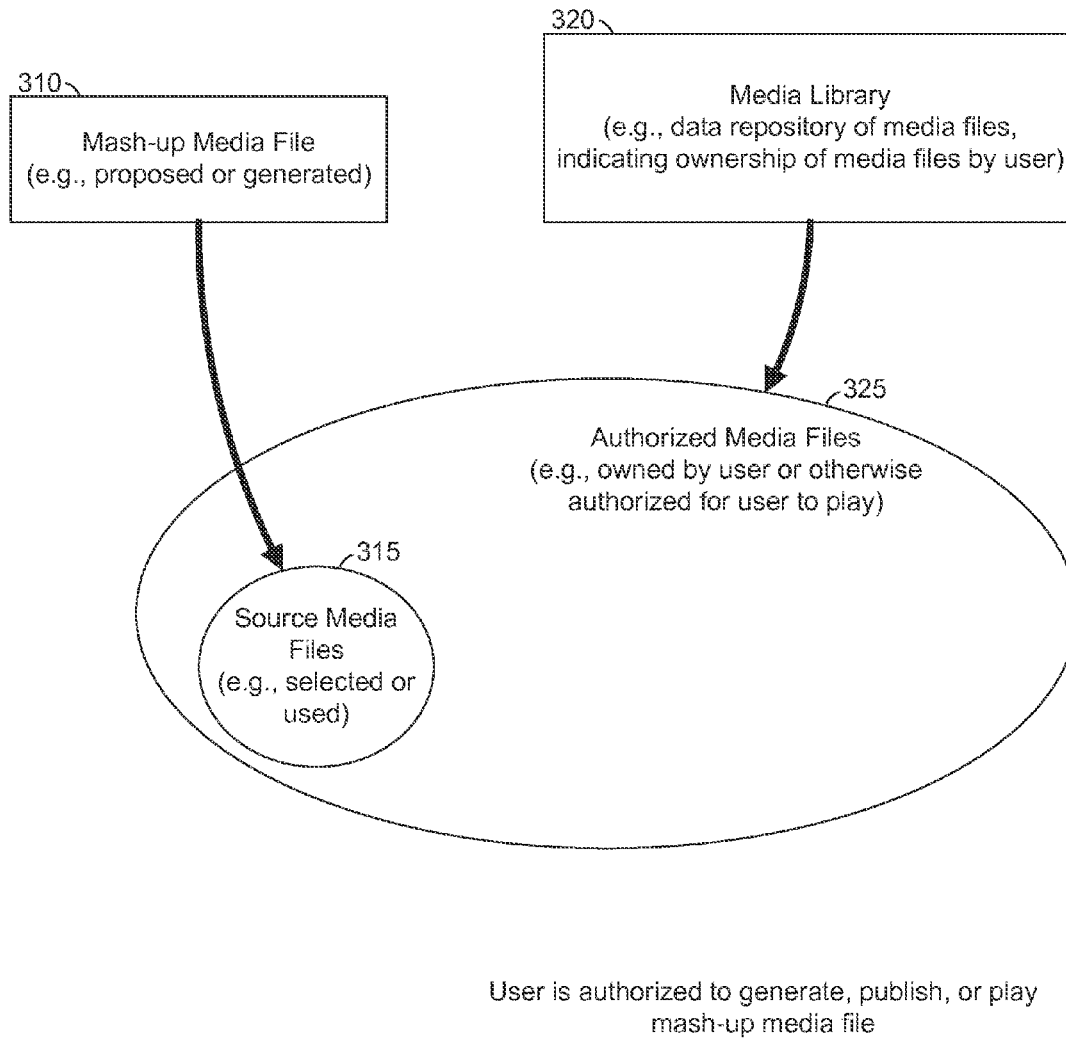 320
310
Media Library
(e.g., data repository of media files,
indicating ownership of media files by user)
Mash-up Media File
(e.g., proposed or generated)
325
Authorized Media Files
(e.g., owned by user or otherwise
authorized for user to play)
315
Source Media
Files
(e.g., selected or
used)
User is authorized to generate, publish, or play
mash-up media file